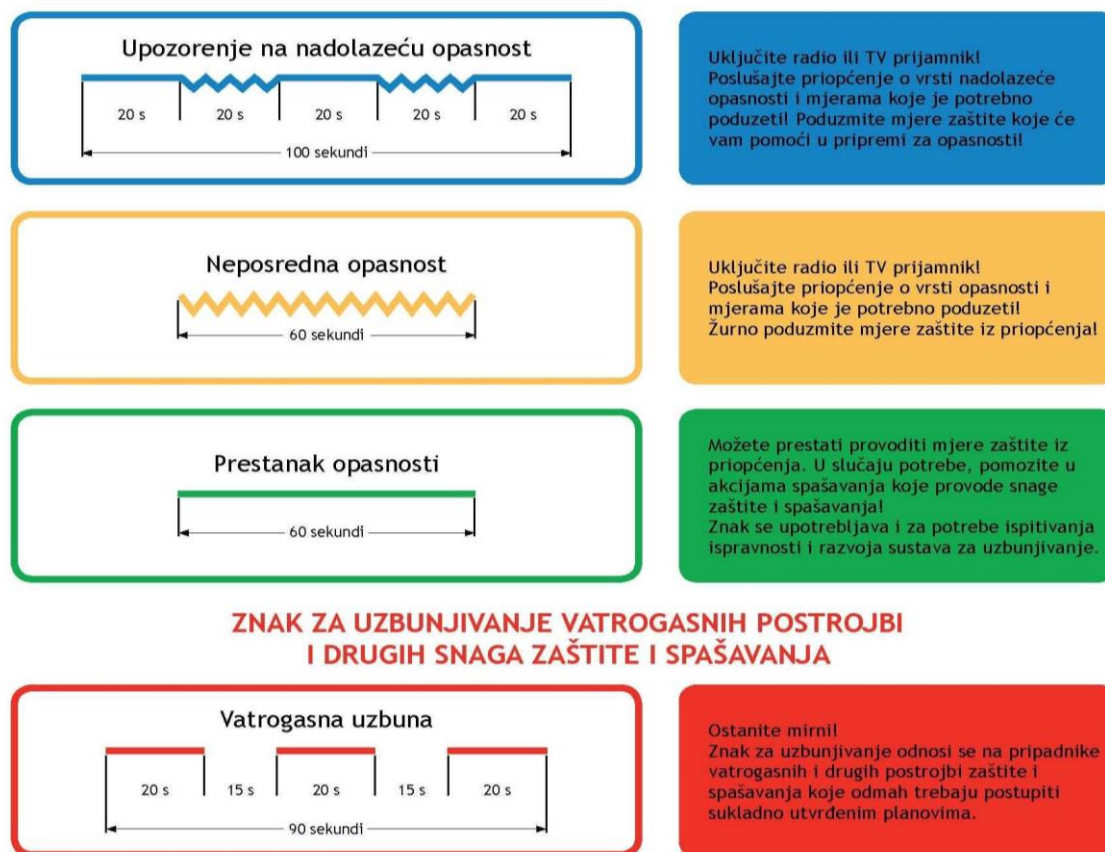 Upozorenje na nadolazeću opasnost
20 s 20 s 20 s 20 s 20 s
100 sekundi
Uključite radio ili TV prijamnik!
Poslušajte priopćenje o vrsti nadolazeće
opasnosti i mjerama koje je potrebno
poduzeti! Poduzmite mjere zaštite koje će
vam pomoći u pripremi za opasnosti!
Neposredna opasnost
60 sekundi
Uključite radio ili TV prijamnik!
Poslušajte priopćenje o vrsti opasnosti i
mjerama koje je potrebno poduzeti!
Žurno poduzmite mjere zaštite iz priopćenja!
Prestanak opasnosti
60 sekundi
Možete prestati provoditi mjere zaštite iz
priopćenja. U slučaju potrebe, pomozite u
akcijama spašavanja koje provode snage
zaštite i spašavanja!
Znak se upotrebljava i za potrebe ispitivanja
ispravnosti i razvoja sustava za uzbunjivanje.
ZNAK ZA UZBUNJIVANJE VATROGASNIH POSTROJBI
I DRUGIH SNAGA ZAŠTITE I SPAŠAVANJA
Vatrogasna uzbuna
20 s 15 s 20 s 15 s 20 s
90 sekundi
Ostanite mirni!
Znak za uzbunjivanje odnosi se na pripadnike
vatrogasnih i drugih postrojbi zaštite i
spašavanja koje odmah trebaju postupiti
sukladno utvrđenim planovima.